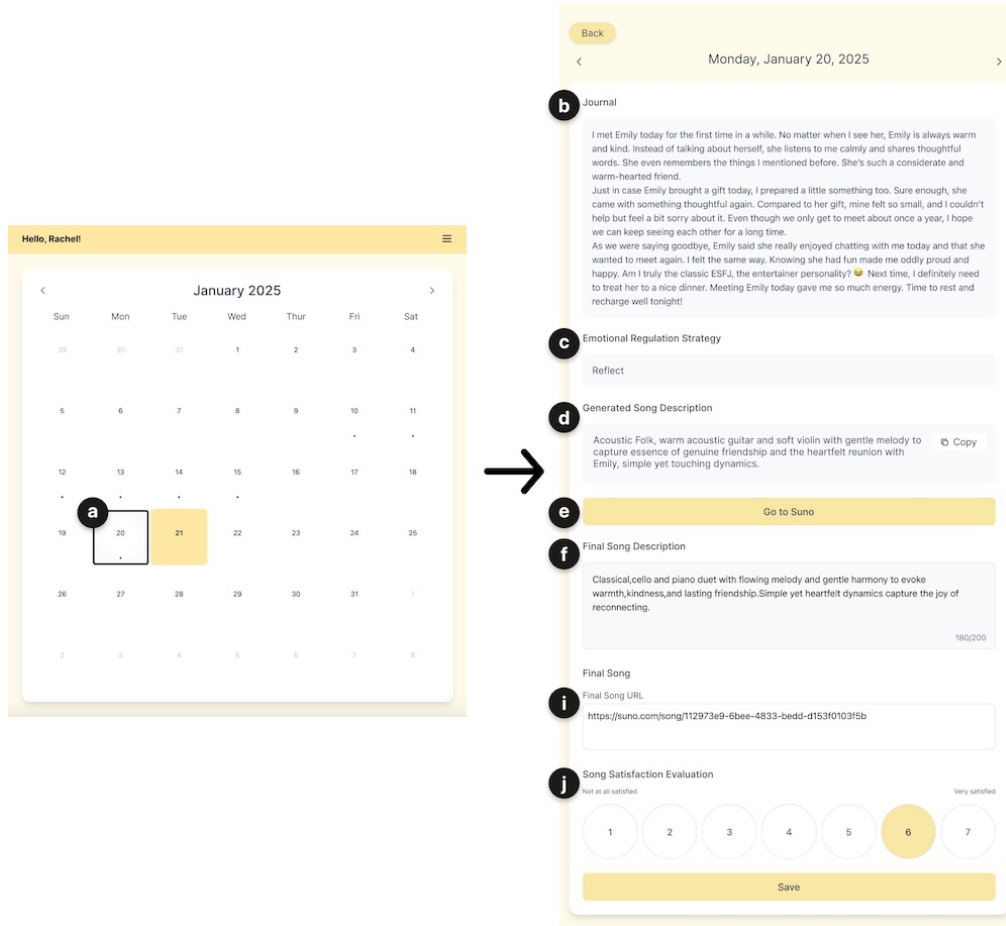 Hello, Rachel!
January 2025
Sun Mon Tue Wed Thur Fri Sat
29 30 31 1 2 3 4
5 6 7 8 9 10 11
12 13 14 15 16 17 18
a
19 20 21 22 23 24 25
26 27 28 29 30 31 1
2 3 4 5 6 7 8
Back
Monday, January 20, 2025
b Journal
I met Emily today for the first time in a while. No matter when I see her, Emily is always warm
and kind. Instead of talking about herself, she listens to me calmly and shares thoughtful
words. She even remembers the things I mentioned before. She's such a considerate and
warm-hearted friend.
Just in case Emily brought a gift today, I prepared a little something too. Sure enough, she
came with something thoughtful again. Compared to her gift, mine felt so small, and I couldn't
help but feel a bit sorry about it. Even though we only get to meet about once a year, I hope
we can keep seeing each other for a long time.
As we were saying goodbye, Emily said she really enjoyed chatting with me today and that she
wanted to meet again. I felt the same way. Knowing she had fun made me oddly proud and
happy. Am I truly the classic ESFJ, the entertainer personality? 😂 Next time, I definitely need
to treat her to a nice dinner. Meeting Emily today gave me so much energy. Time to rest and
recharge well tonight!
c Emotional Regulation Strategy
Reflect
d Generated Song Description
Acoustic Folk, warm acoustic guitar and soft violin with gentle melody to
capture essence of genuine friendship and the heartfelt reunion with
Emily, simple yet touching dynamics.
Copy
e Go to Suno
f Final Song Description
Classical,cello and piano duet with flowing melody and gentle harmony to evoke
warmth,kindness,and lasting friendship.Simple yet heartfelt dynamics capture the joy of
reconnecting.
180/200
Final Song
i Final Song URL
https://suno.com/song/112973e9-6bee-4833-bedd-d153f0103f5b
j Song Satisfaction Evaluation
Not at all satisfied Very satisfied
1 2 3 4 5 6 7
Save